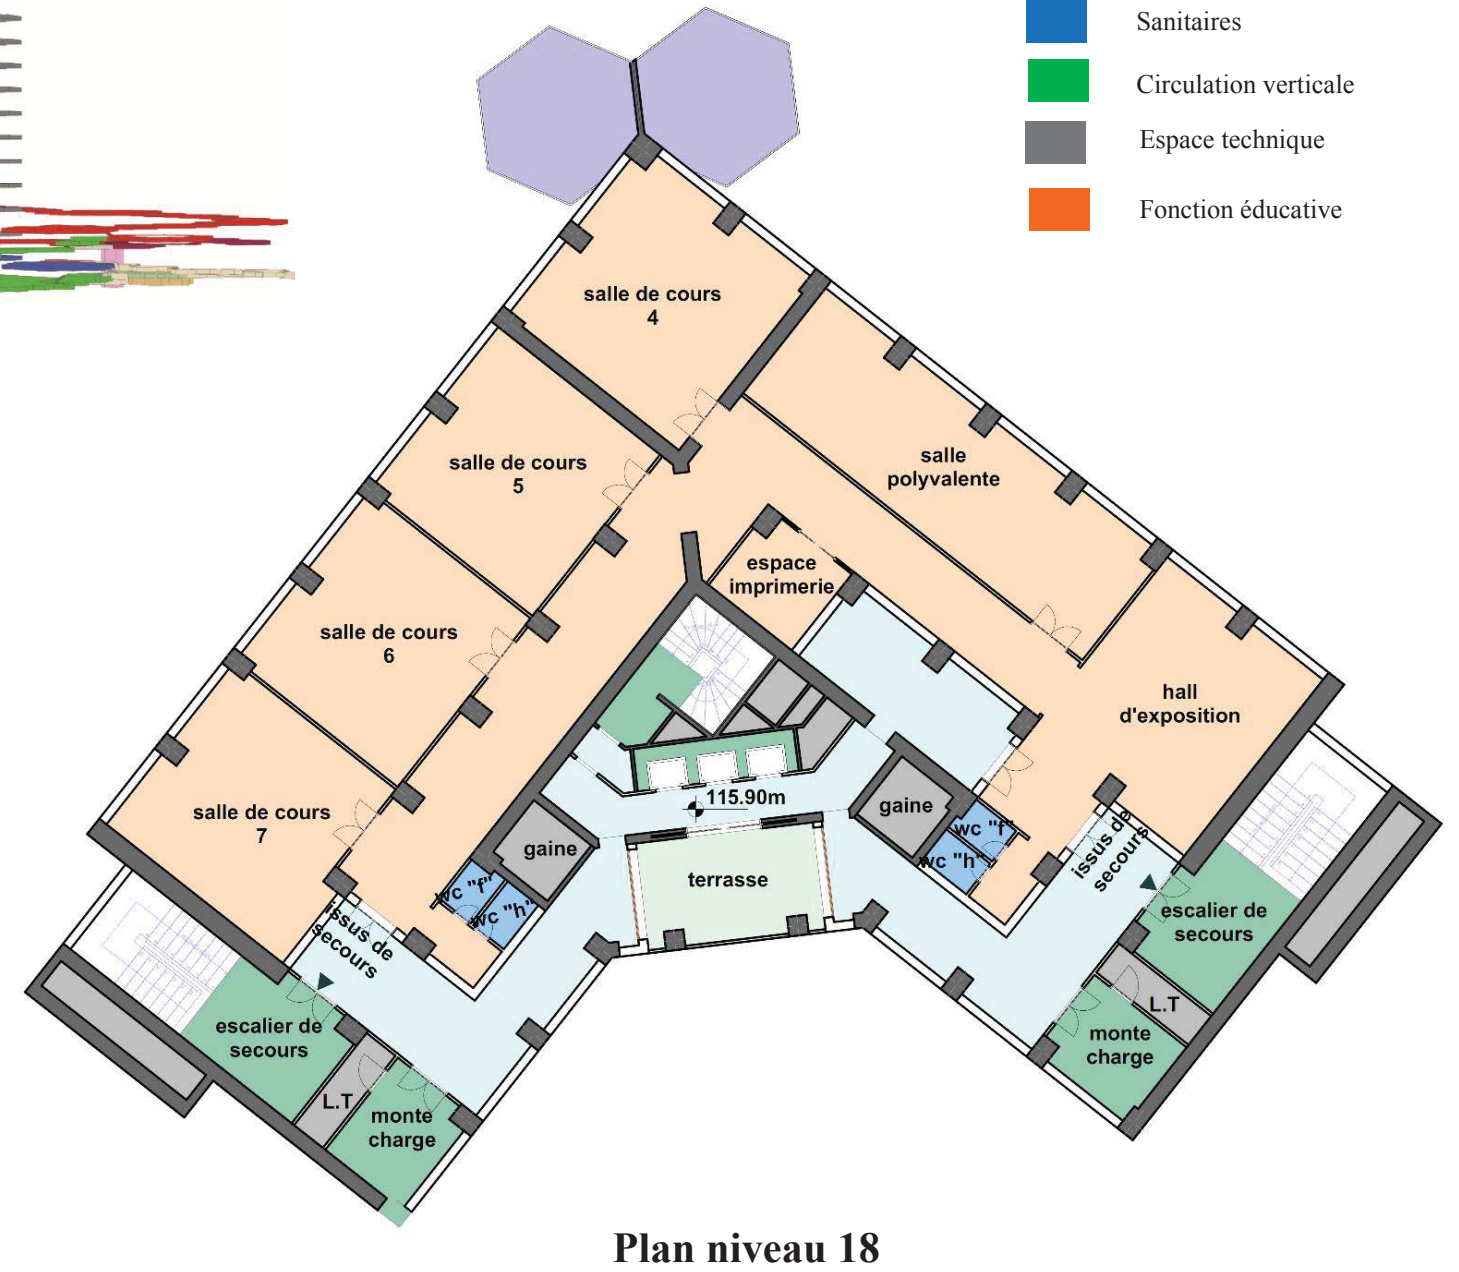 Sanitaires
Circulation verticale
Espace technique
Fonction éducative
salle de cours
4
salle de cours
5
salle
polyvalente
espace
imprimerie
salle de cours
6
hall
d'exposition
salle de cours
7
115.90m
gaine
gaine
wc "f"
wc "h"
issus de
secours
terrasse
wc "f"
wc "h"
issus de
secours
escalier de
secours
escalier de
secours
L.T
monte
charge
L.T
monte
charge
Plan niveau 18